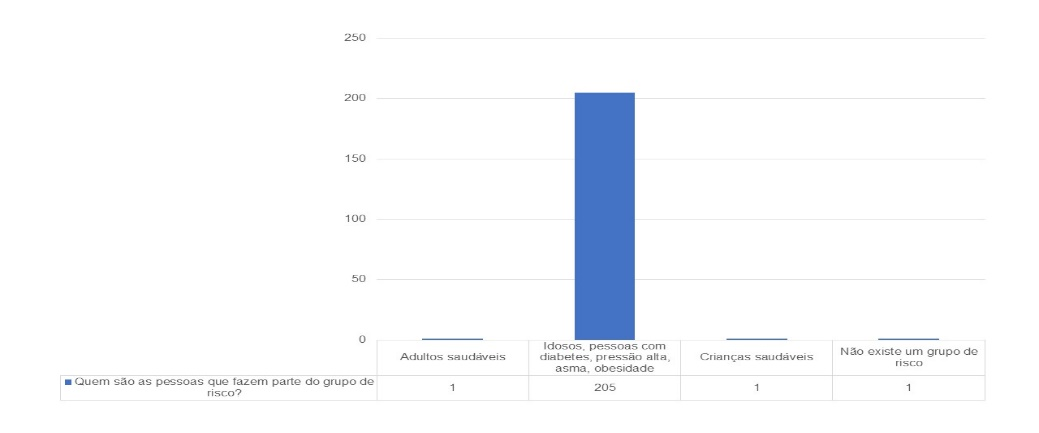 250
200
150
100
50
0
Adultos saudáveis
Idosos, pessoas com
diabetes, pressão alta,
asma, obesidade
Crianças saudáveis
Não existe um grupo de
risco
Quem são as pessoas que fazem parte do grupo de
risco?
1
205
1
1